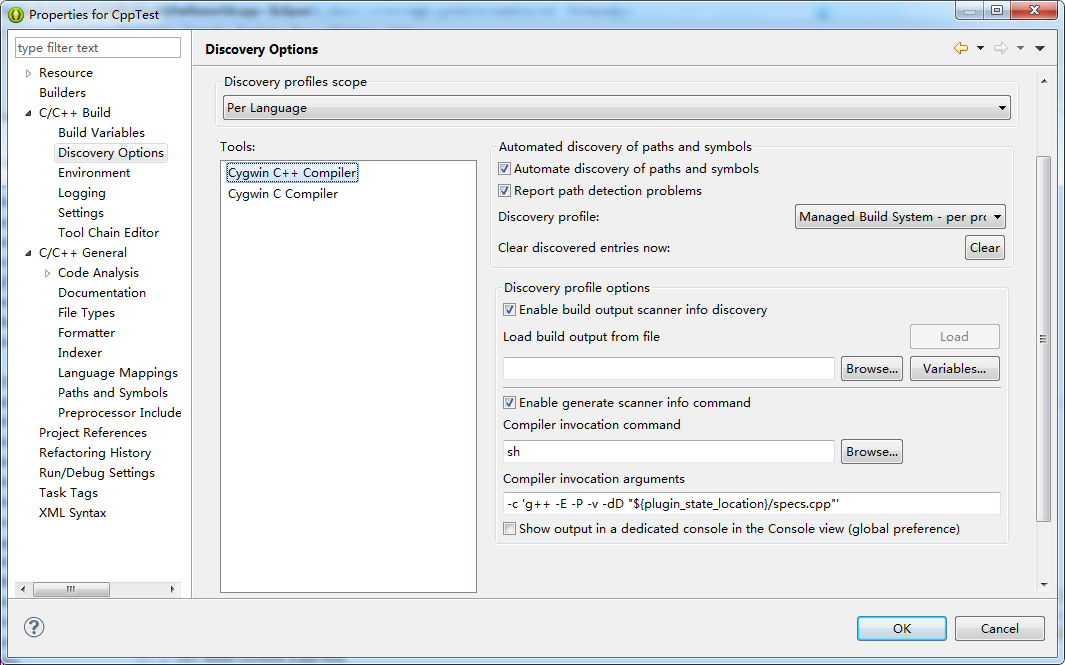 Properties for CppTest
type filter text
Resource
Builders
C/C++ Build
Build Variables
Discovery Options
Environment
Logging
Settings
Tool Chain Editor
C/C++ General
Code Analysis
Documentation
File Types
Formatter
Indexer
Language Mappings
Paths and Symbols
Preprocessor Include
Project References
Refactoring History
Run/Debug Settings
Task Tags
XML Syntax
Discovery Options
Discovery profiles scope
Per Language
Tools:
Cygwin C++ Compiler
Cygwin C Compiler
Automated discovery of paths and symbols
Automate discovery of paths and symbols
Report path detection problems
Discovery profile:
Managed Build System - per pro
Clear discovered entries now:
Clear
Discovery profile options
Enable build output scanner info discovery
Load build output from file
Load
Browse...
Variables...
Enable generate scanner info command
Compiler invocation command
sh
Browse...
Compiler invocation arguments
-c 'g++ -E -P -v -dD "${plugin_state_location}/specs.cpp"'
Show output in a dedicated console in the Console view (global preference)
?
OK
Cancel